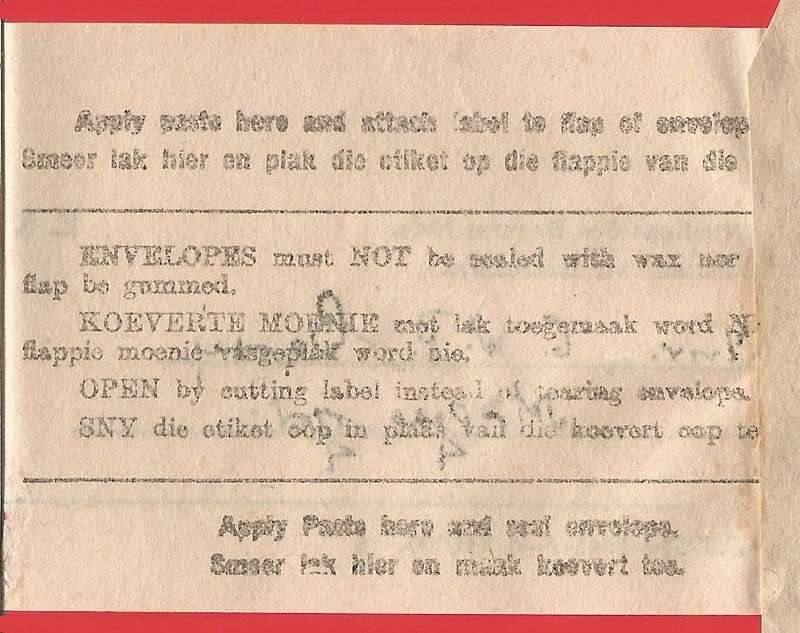 Apply paste here and attach label to flap of envelop
Smeer lak hier en plak die etiket op die flappie van die
ENVELOPES must NOT be sealed with wax nor
flap be gummed.
KOEVERTE MOENIE met lak toegemaak word N
flappie moenie vasgeplak word nie.
OPEN by cutting label instead of tearing envelope.
SNY die etiket oop in plaas van die koevert oop te
Apply Paste here and seal envelope.
Smeer lak hier en maak koevert toe.